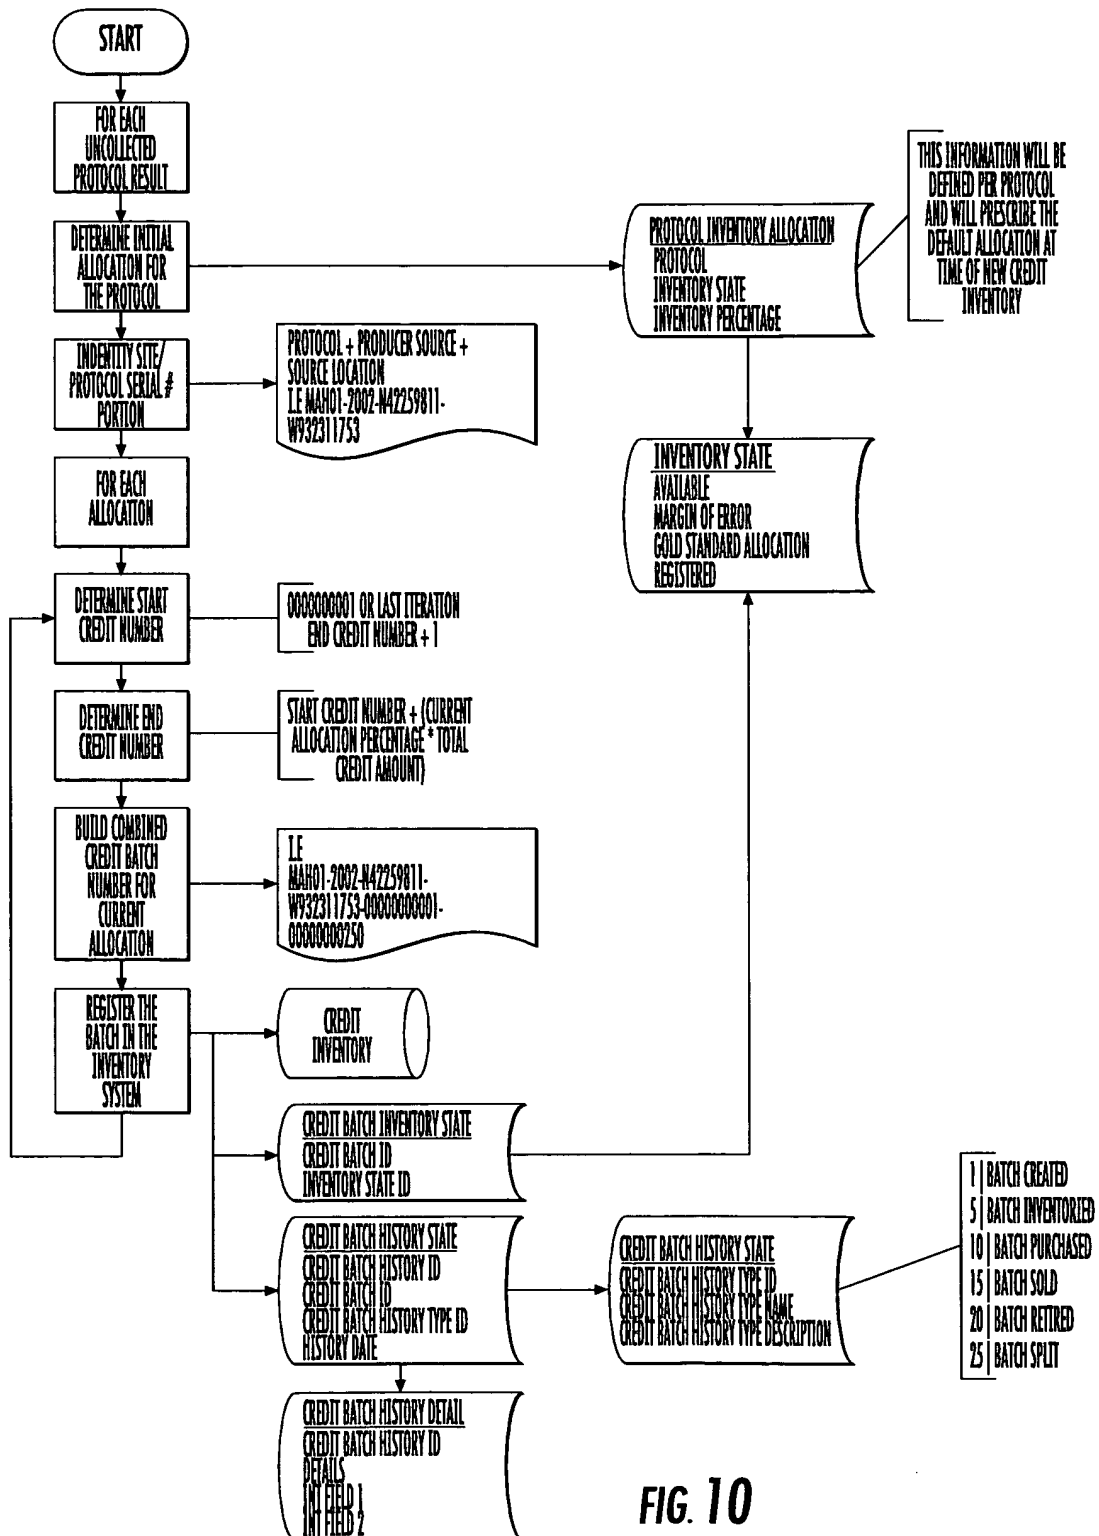 START
FOR EACH
UNCOLLECTED
PROTOCOL RESULT
DETERMINE INITIAL
ALLOCATION FOR
THE PROTOCOL
PROTOCOL INVENTORY ALLOCATION
PROTOCOL
INVENTORY STATE
INVENTORY PERCENTAGE
THIS INFORMATION WILL BE
DEFINED PER PROTOCOL
AND WILL PRESCRIBE THE
DEFAULT ALLOCATION AT
TIME OF NEW CREDIT
INVENTORY
INDENTITY SITE/
PROTOCOL SERIAL #
PORTION
PROTOCOL + PRODUCER SOURCE +
SOURCE LOCATION
I.E MAH01-2002-N42259811-
W932311753
FOR EACH
ALLOCATION
INVENTORY STATE
AVAILABLE
MARGIN OF ERROR
GOLD STANDARD ALLOCATION
REGISTERED
DETERMINE START
CREDIT NUMBER
0000000001 OR LAST ITERATION
END CREDIT NUMBER + 1
DETERMINE END
CREDIT NUMBER
START CREDIT NUMBER + (CURRENT
ALLOCATION PERCENTAGE * TOTAL
CREDIT AMOUNT)
BUILD COMBINED
CREDIT BATCH
NUMBER FOR
CURRENT
ALLOCATION
I.E
MAH01-2002-N42259811-
W932311753-00000000001-
00000000250
REGISTER THE
BATCH IN THE
INVENTORY
SYSTEM
CREDIT
INVENTORY
CREDIT BATCH INVENTORY STATE
CREDIT BATCH ID
INVENTORY STATE ID
CREDIT BATCH HISTORY STATE
CREDIT BATCH HISTORY ID
CREDIT BATCH ID
CREDIT BATCH HISTORY TYPE ID
HISTORY DATE
CREDIT BATCH HISTORY STATE
CREDIT BATCH HISTORY TYPE ID
CREDIT BATCH HISTORY TYPE NAME
CREDIT BATCH HISTORY TYPE DESCRIPTION
1 | BATCH CREATED
5 | BATCH INVENTORIED
10 | BATCH PURCHASED
15 | BATCH SOLD
20 | BATCH RETIRED
25 | BATCH SPLIT
CREDIT BATCH HISTORY DETAIL
CREDIT BATCH HISTORY ID
DETAILS
INT FIELD 1
INT FIELD 2
FIG. 10